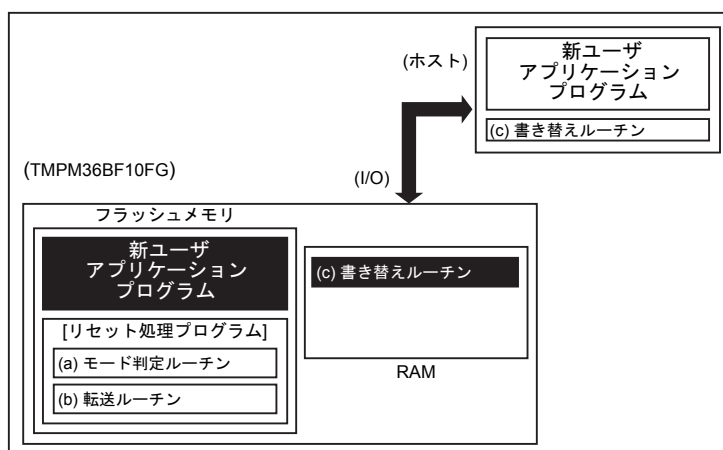 (ホスト)
新ユーザ
アプリケーション
プログラム
(c) 書き替えルーチン
(TMPM36BF10FG)
(I/O)
フラッシュメモリ
新ユーザ
アプリケーション
プログラム
[リセット処理プログラム]
(a) モード判定ルーチン
(b) 転送ルーチン
(c) 書き替えルーチン
RAM